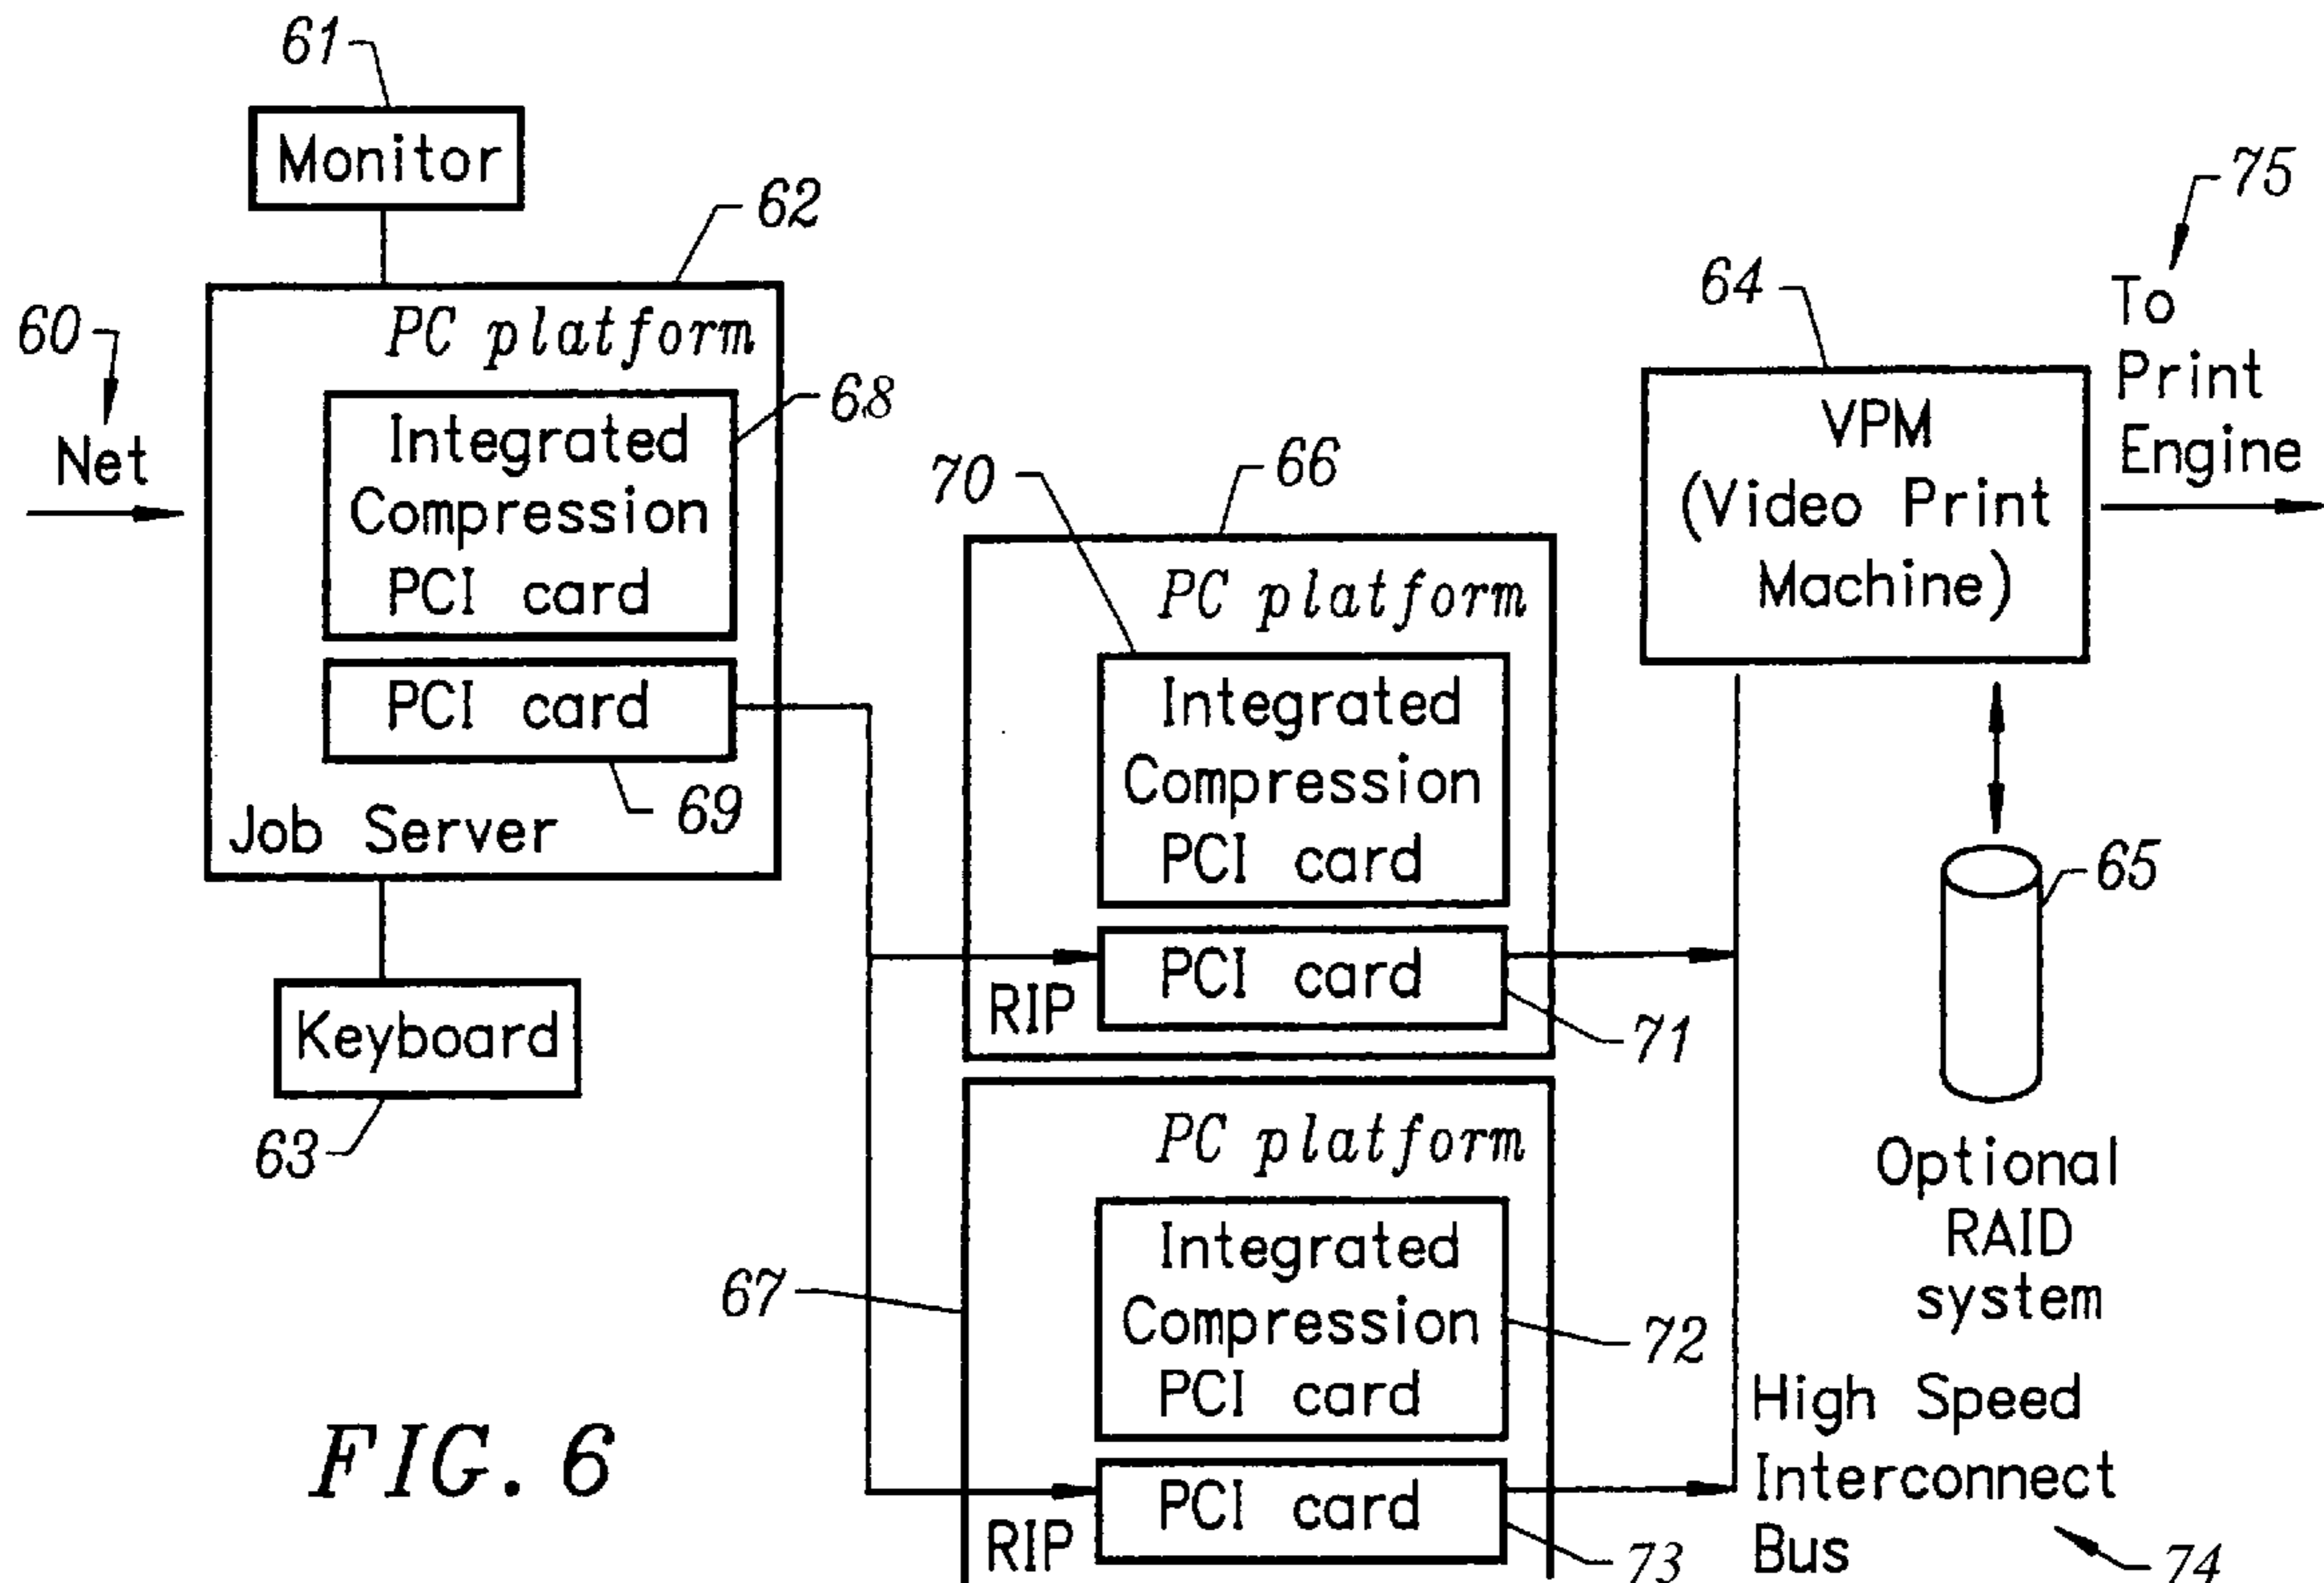 61
Monitor
62
60
Net
PC platform
Integrated
Compression
PCI card
68
PCI card
69
Job Server
Keyboard
63
66
70
PC platform
Integrated
Compression
PCI card
PCI card
RIP
71
67
PC platform
Integrated
Compression
PCI card
72
PCI card
RIP
73
64
VPM
(Video Print
Machine)
75
To
Print
Engine
65
Optional
RAID
system
High Speed
Interconnect
Bus
74
FIG. 6